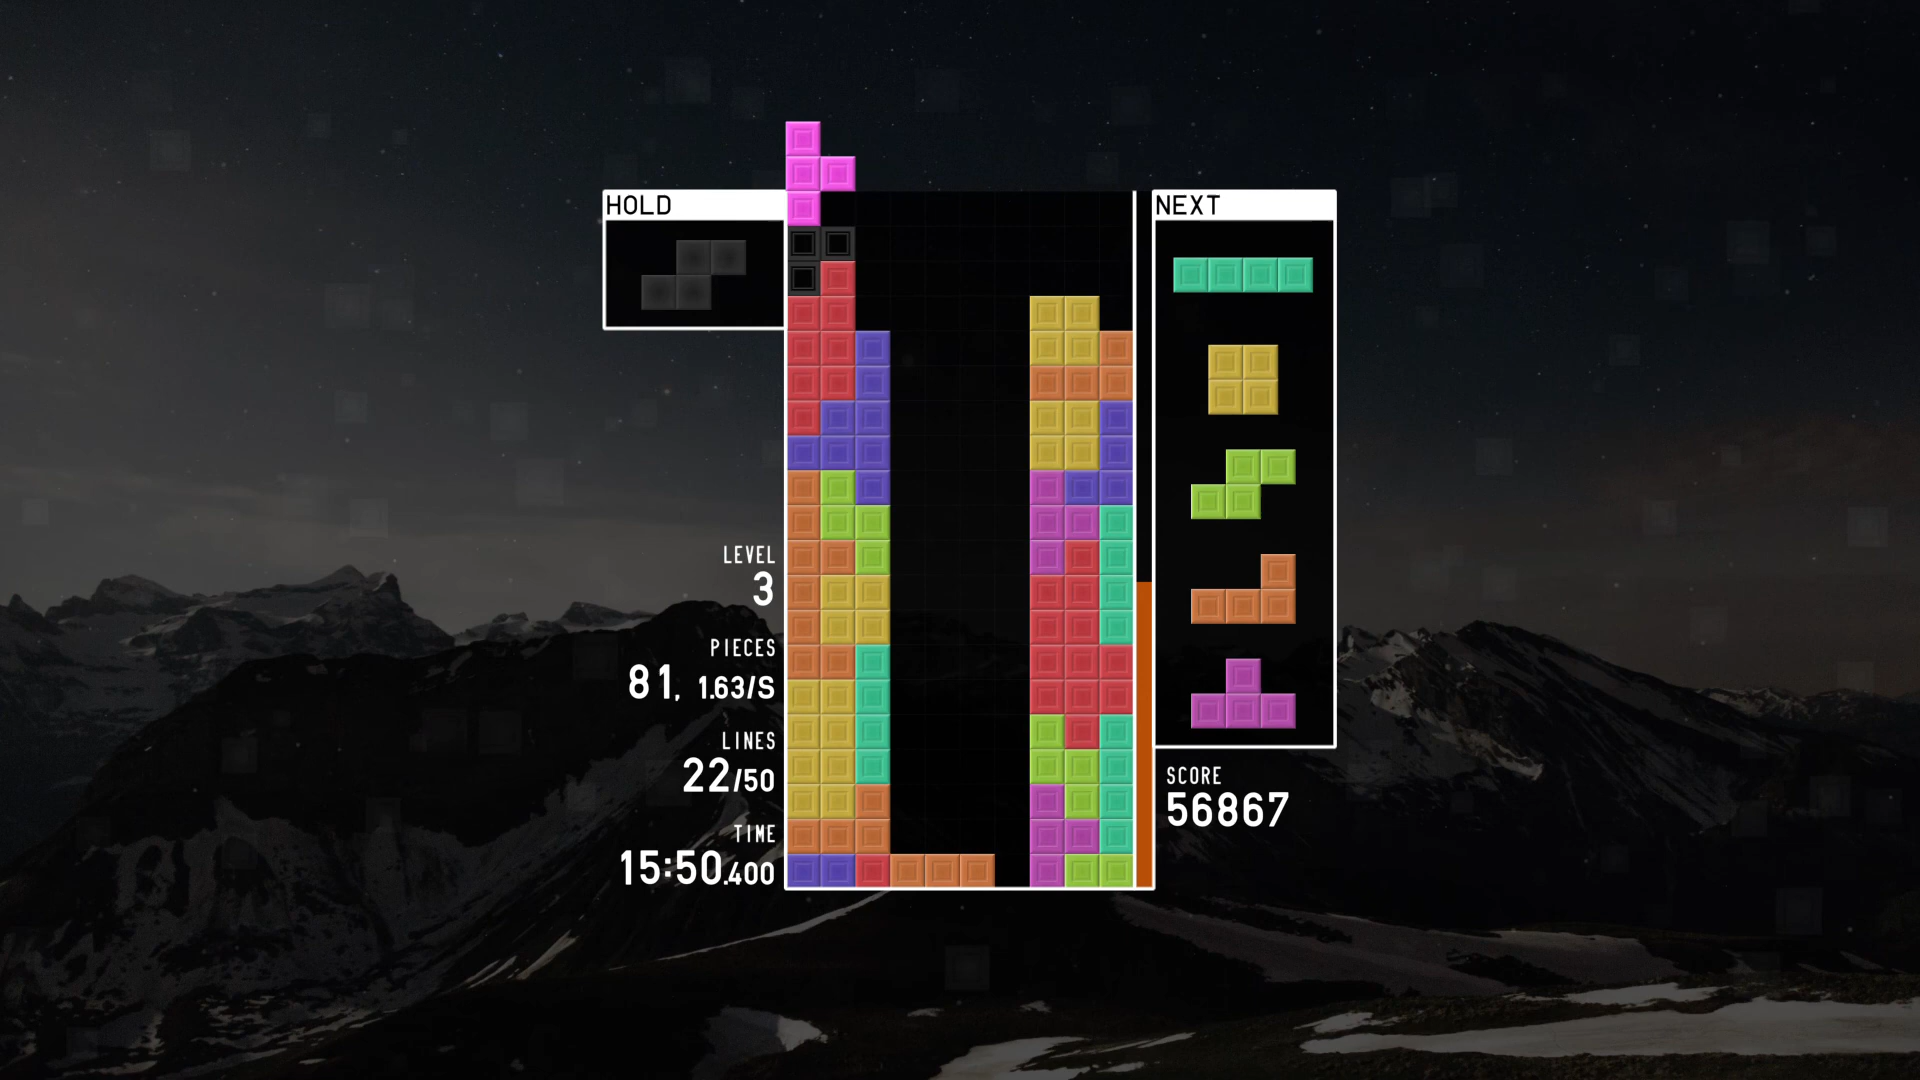 HOLD
NEXT
LEVEL
3
PIECES
81, 1.63/S
LINES
22/50
TIME
15:50.400
SCORE
56867